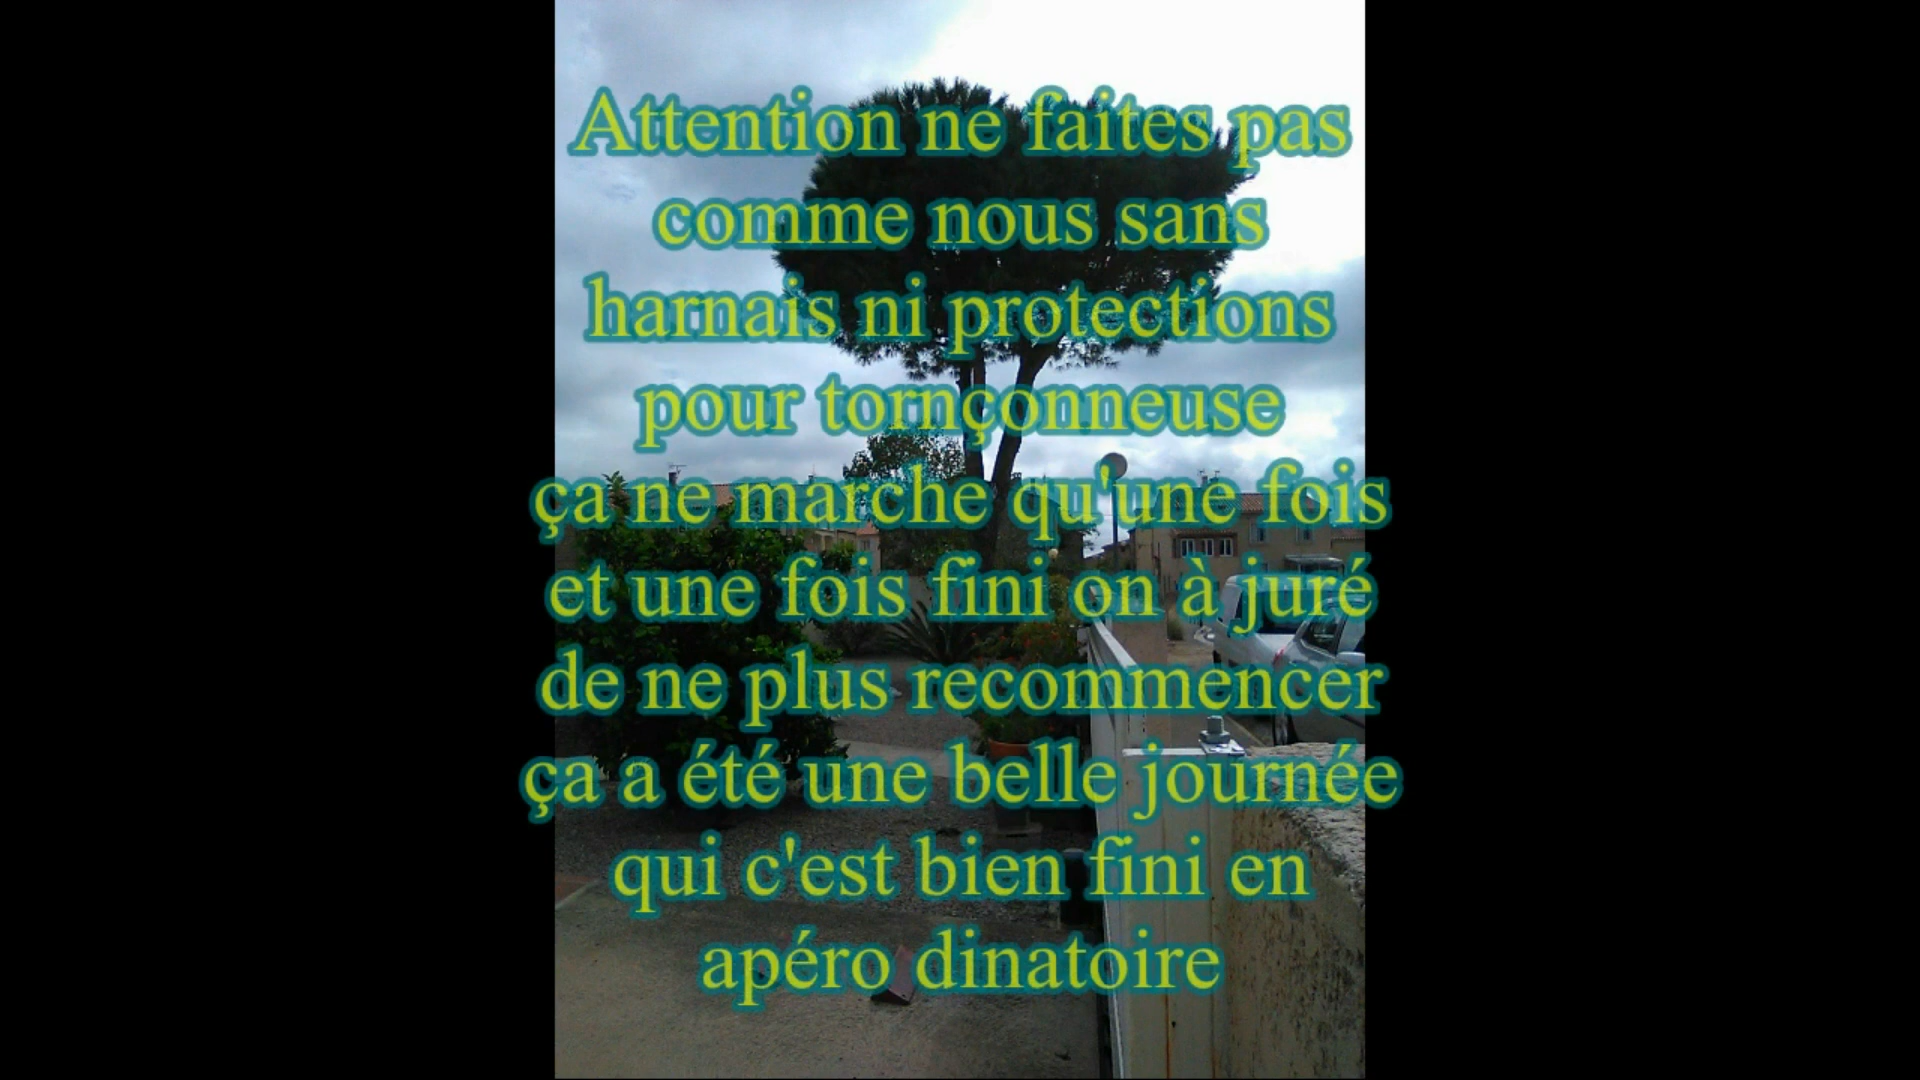 Attention ne faites pas
comme nous sans
harnais ni protections
pour tornçonneuse
ça ne marche qu'une fois
et une fois fini on à juré
de ne plus recommencer
ça a été une belle journée
qui c'est bien fini en
apéro dinatoire